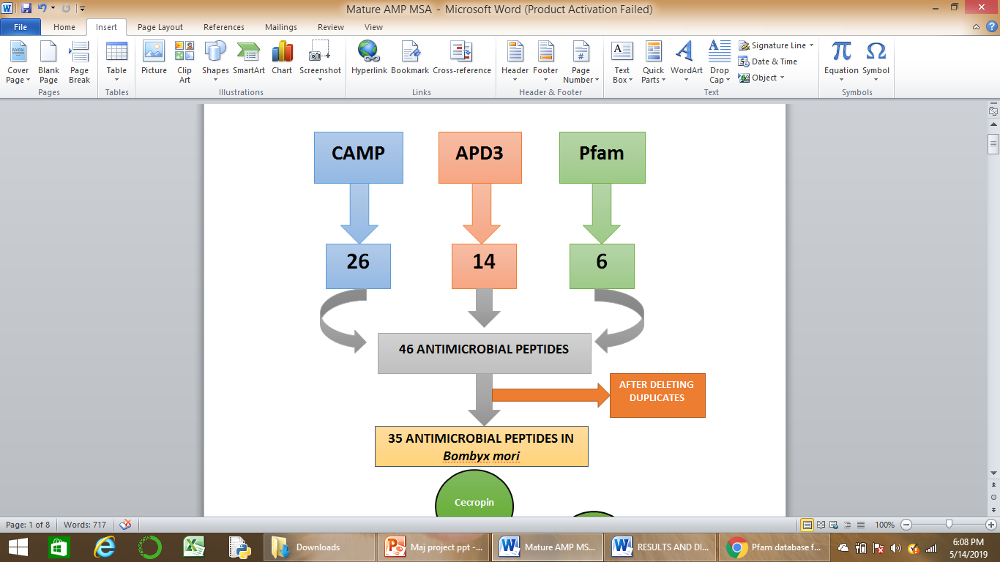 Mature AMP MSA - Microsoft Word (Product Activation Failed)
File Home Insert Page Layout References Mailings Review View
Cover Page Blank Page Page Break
Pages
Table
Tables
Picture Clip Art Shapes SmartArt Chart Screenshot
Illustrations
Hyperlink Bookmark Cross-reference
Links
Header Footer Page Number
Header & Footer
Text Box Quick Parts WordArt Drop Cap
Signature Line
Date & Time
Object
Text
Equation Symbol
Symbols
CAMP APD3 Pfam
26 14 6
46 ANTIMICROBIAL PEPTIDES
AFTER DELETING
DUPLICATES
35 ANTIMICROBIAL PEPTIDES IN
Bombyx mori
Cecropin
Page: 1 of 8 Words: 717 100%
Downloads Maj project ppt -... Mature AMP MS... RESULTS AND DI... Pfam database f...
6:08 PM
5/14/2019